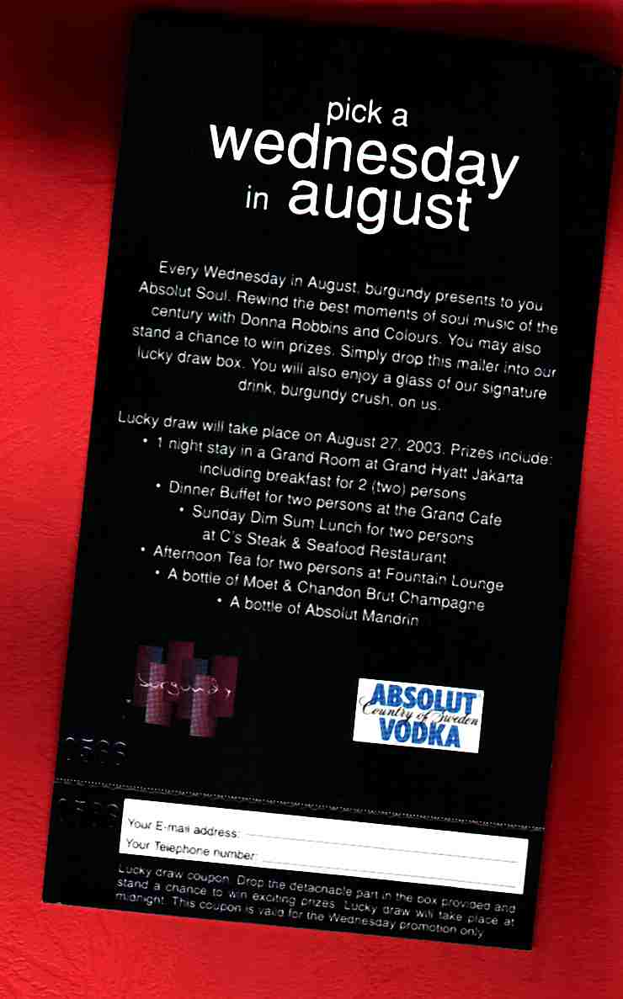 pick a
wednesday
in august
Every Wednesday in August, burgundy presents to you
Absolut Soul. Rewind the best moments of soul music of the
century with Donna Robbins and Colours. You may also
stand a chance to win prizes. Simply drop this mailer into our
lucky draw box. You will also enjoy a glass of our signature
drink, burgundy crush, on us.
Lucky draw will take place on August 27, 2003. Prizes include:
• 1 night stay in a Grand Room at Grand Hyatt Jakarta
including breakfast for 2 (two) persons
• Dinner Buffet for two persons at the Grand Cafe
• Sunday Dim Sum Lunch for two persons
at C's Steak & Seafood Restaurant
• Afternoon Tea for two persons at Fountain Lounge
• A bottle of Moet & Chandon Brut Champagne
• A bottle of Absolut Mandrin
burgundy
ABSOLUT
Country of Sweden
VODKA
Your E-mail address:
Your Telephone number:
Lucky draw coupon. Drop the detachable part in the box provided and
stand a chance to win exciting prizes. Lucky draw will take place at
midnight. This coupon is valid for the Wednesday promotion only